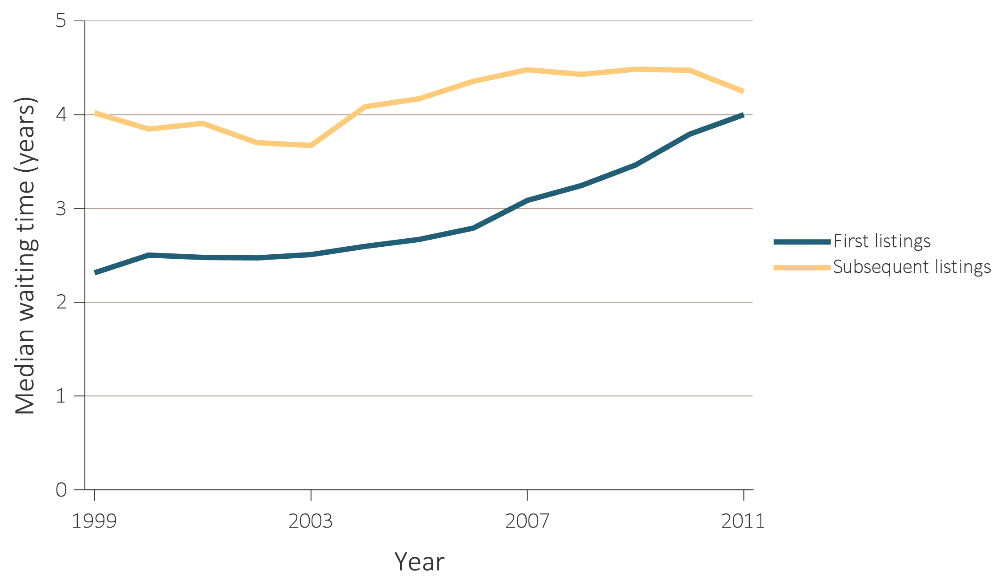 Median waiting time (years)
5
4
3
2
1
0
1999 2003 2007 2011
Year
First listings
Subsequent listings